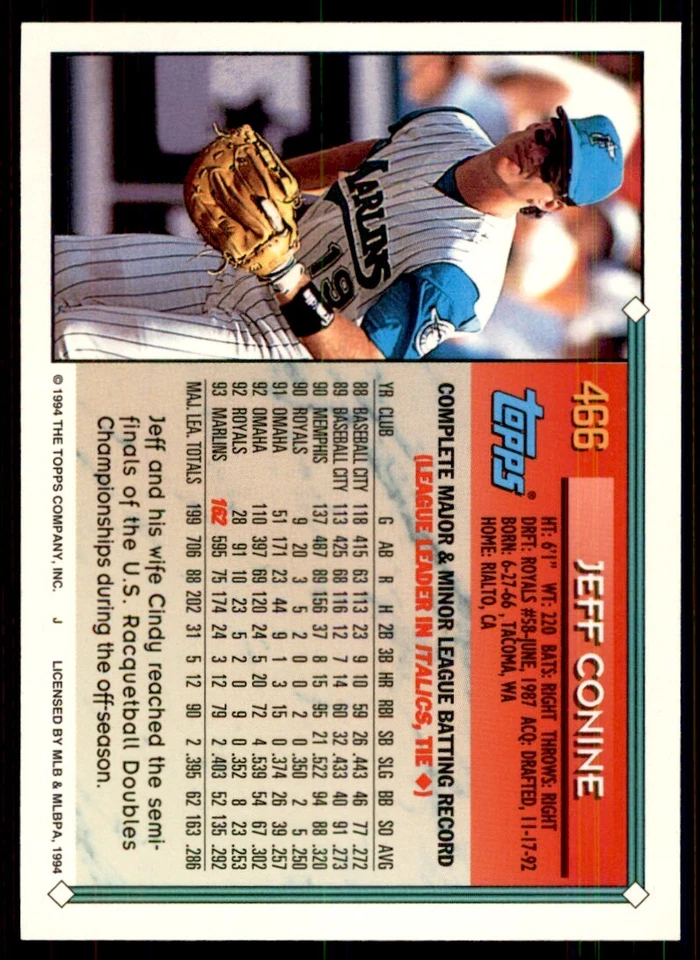 466
JEFF CONINE
topps®
HT: 6'1" WT: 220 BATS: RIGHT THROWS: RIGHT
DRFT: ROYALS #58-JUNE, 1987 ACQ: DRAFTED, 11-17-92
BORN: 6-27-66, TACOMA, WA
HOME: RIALTO, CA
COMPLETE MAJOR & MINOR LEAGUE BATTING RECORD
(LEAGUE LEADER IN ITALICS, TIE ◆)
YR CLUB G AB R H 2B 3B HR RBI SB SLG BB SO AVG
88 BASEBALL CITY 118 415 63 113 23 9 10 59 26 .443 46 77 .272
89 BASEBALL CITY 113 425 68 116 12 7 14 60 32 .433 40 91 .273
90 MEMPHIS 137 487 89 156 37 8 15 95 21 .522 94 88 .320
90 ROYALS 9 20 3 5 2 0 0 2 0 .350 2 5 .250
91 OMAHA 51 171 23 44 9 1 3 15 0 .374 26 39 .257
92 OMAHA 110 397 69 120 24 5 20 72 4 .539 54 67 .302
92 ROYALS 28 91 10 23 5 2 0 9 0 .352 8 23 .253
93 MARLINS 162 595 75 174 24 3 12 79 2 .403 52 135 .292
MAJ. LEA. TOTALS 199 706 88 202 31 5 12 90 2 .395 62 163 .286
Jeff and his wife Cindy reached the semi-
finals of the U.S. Racquetball Doubles
Championships during the off-season.
© 1994 THE TOPPS COMPANY, INC. J LICENSED BY MLB & MLBPA, 1994
MARLINS
19